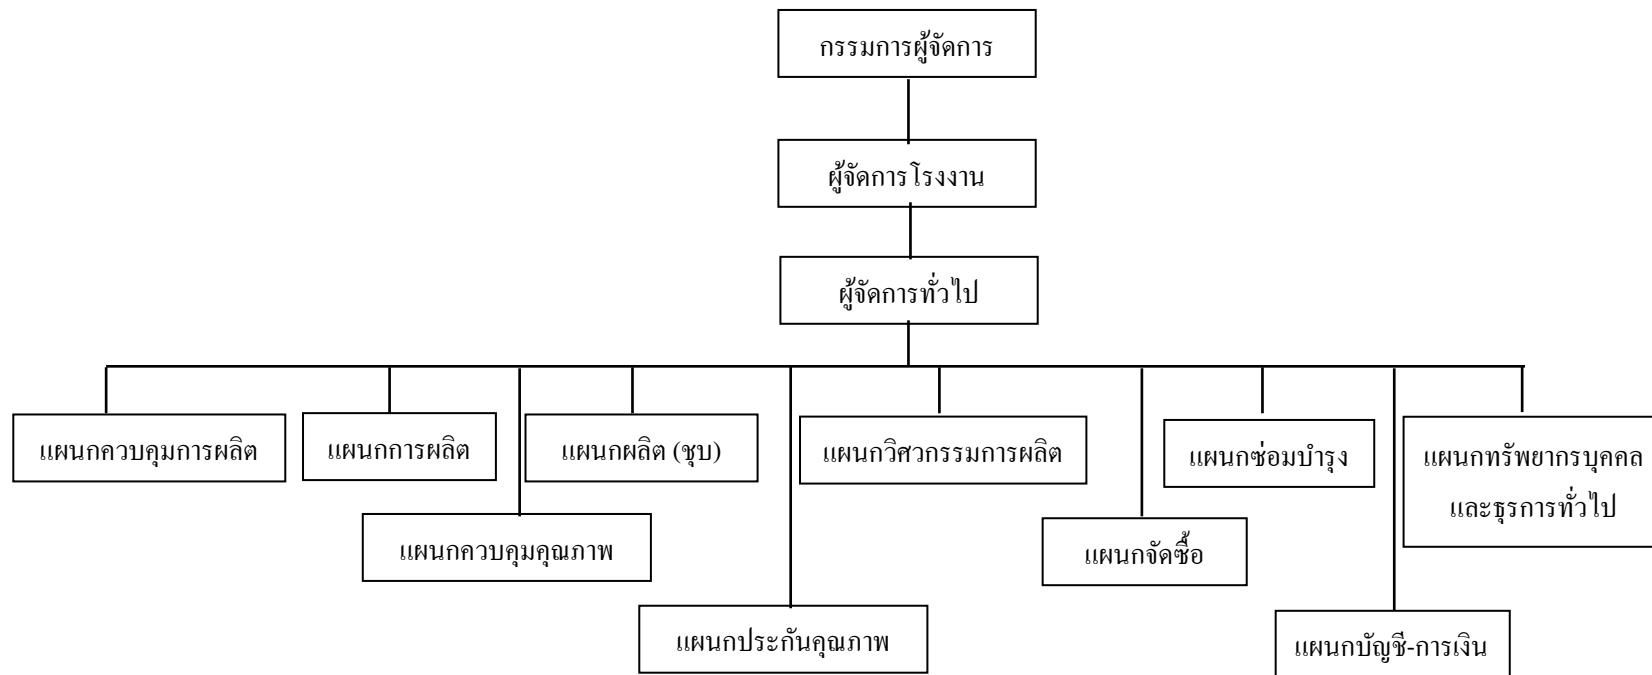 กรรมการผู้จัดการ
ผู้จัดการโรงงาน
ผู้จัดการทั่วไป
แผนกควบคุมการผลิต
แผนกการผลิต
แผนกผลิต (ชุบ)
แผนกวิศวกรรมการผลิต
แผนกซ่อมบำรุง
แผนกทรัพยากรบุคคล
และธุรการทั่วไป
แผนกควบคุมคุณภาพ
แผนกจัดซื้อ
แผนกประกันคุณภาพ
แผนกบัญชี-การเงิน